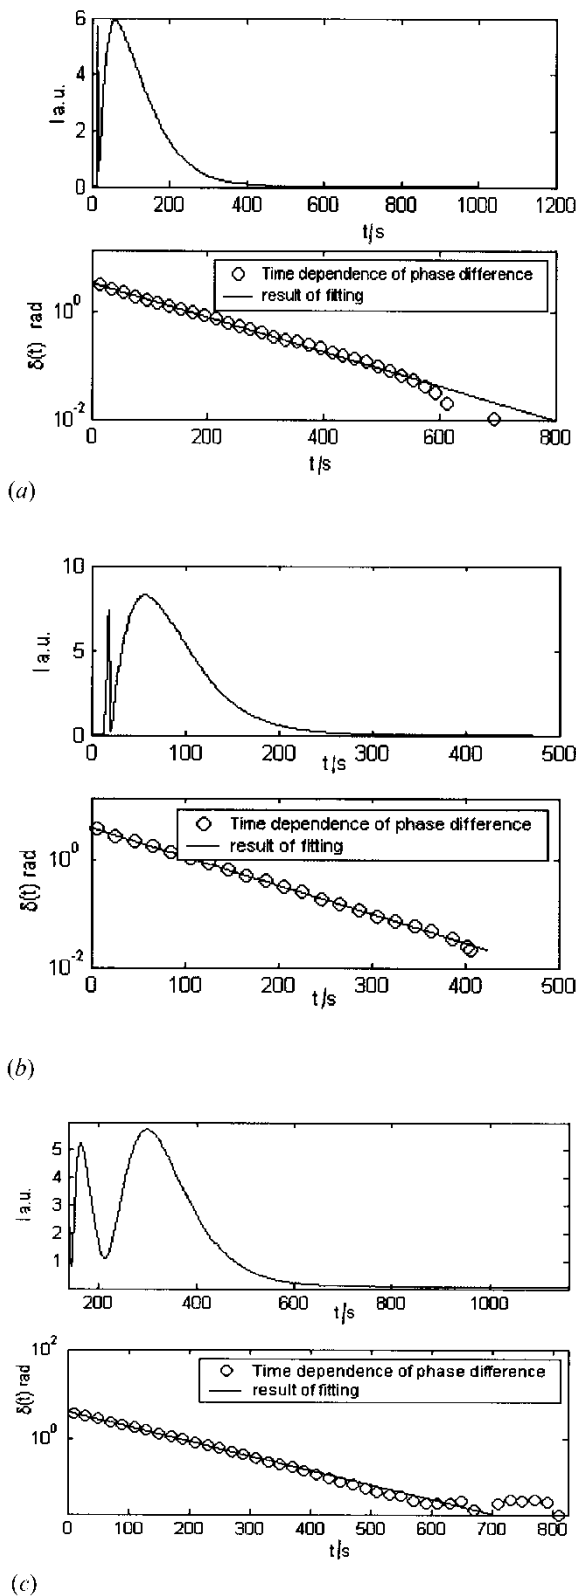 6
4
2
0
I a.u.
0 200 400 600 800 1000 1200
t/s
10^0
10^-2
δ(t) rad
Time dependence of phase difference
result of fitting
0 200 400 600 800
t/s
(a)
10
5
0
I a.u.
0 100 200 300 400 500
t/s
10^0
10^-2
δ(t) rad
Time dependence of phase difference
result of fitting
0 100 200 300 400 500
t/s
(b)
5
4
3
2
1
I a.u.
200 400 600 800 1000
t/s
10^2
10^0
δ(t) rad
Time dependence of phase difference
result of fitting
0 100 200 300 400 500 600 700 800
t/s
(c)